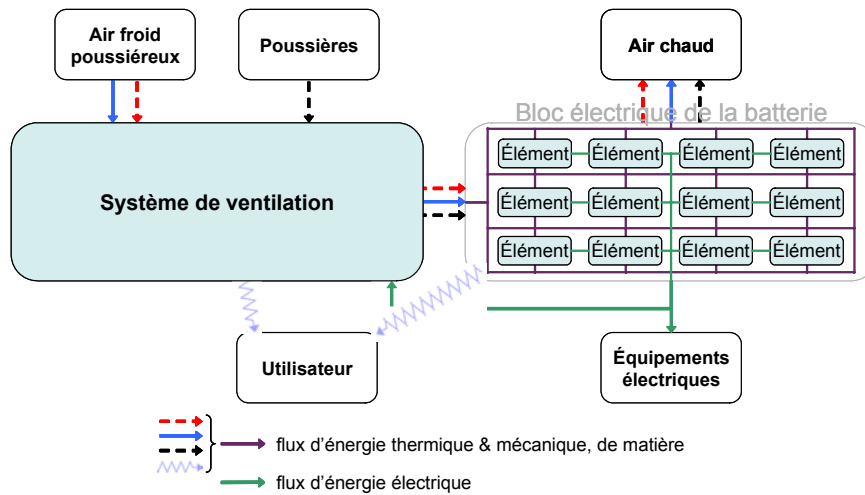 Air froid
poussiéreux
Poussières
Air chaud
Bloc électrique de la batterie
Système de ventilation
Élément Élément Élément Élément
Élément Élément Élément Élément
Élément Élément Élément Élément
Utilisateur
Équipements
électriques
flux d'énergie thermique & mécanique, de matière
flux d'énergie électrique